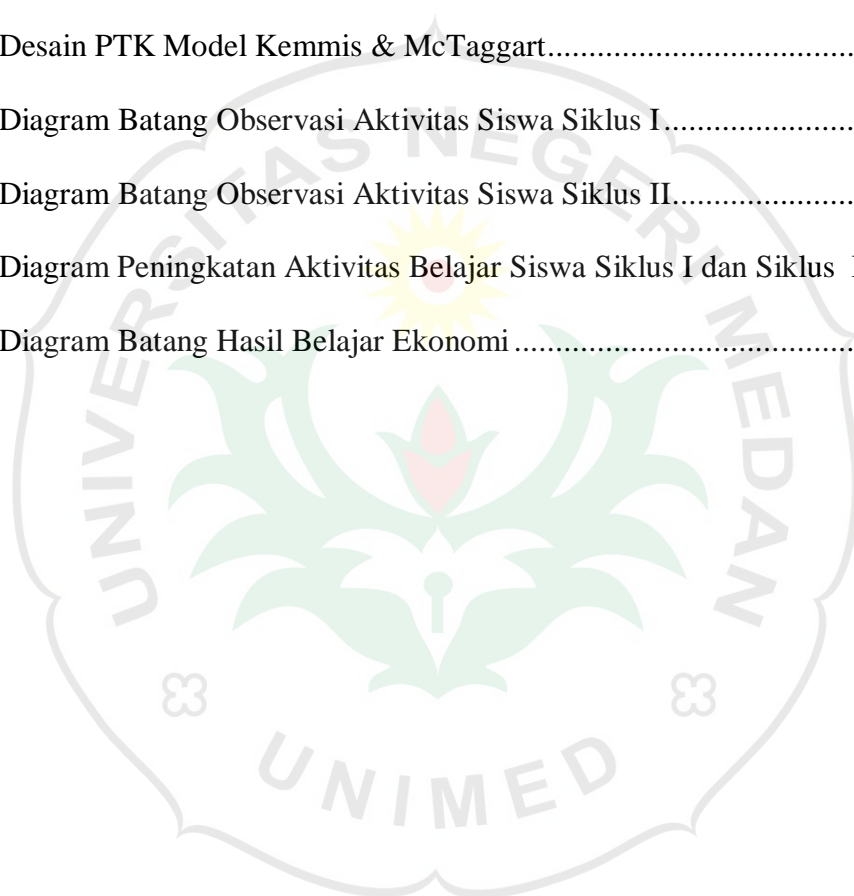 Desain PTK Model Kemmis & McTaggart.....................................
Diagram Batang Observasi Aktivitas Siswa Siklus I.......................
Diagram Batang Observasi Aktivitas Siswa Siklus II......................
Diagram Peningkatan Aktivitas Belajar Siswa Siklus I dan Siklus
Diagram Batang Hasil Belajar Ekonomi.........................................
UNIVERSITAS NEGERI MEDAN
UNIMED